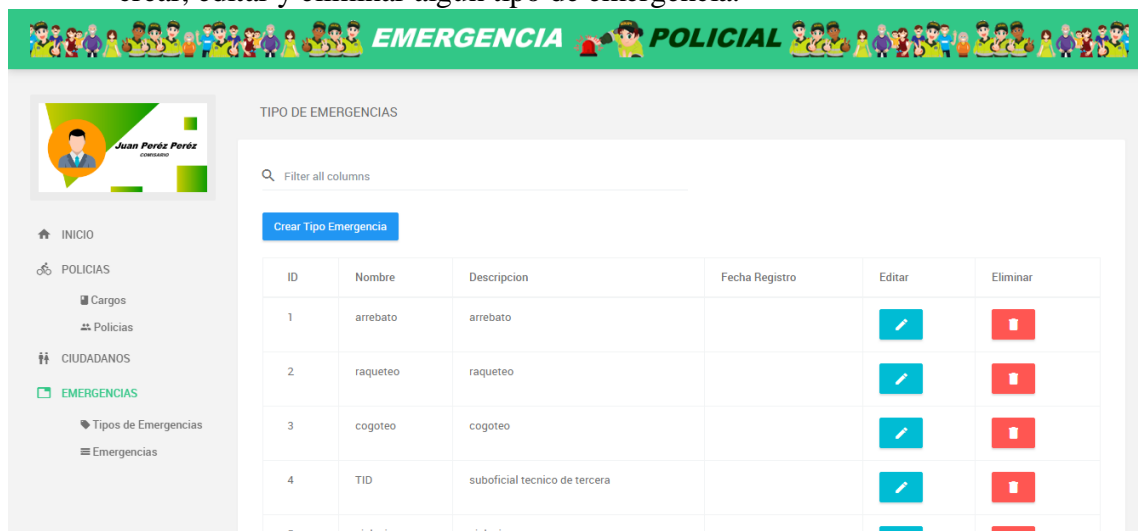 crear, editar y eliminar algún tipo de emergencia.
EMERGENCIA POLICIAL
Juan Peréz Peréz
COMISARIO
INICIO
POLICIAS
Cargos
Policias
CIUDADANOS
EMERGENCIAS
Tipos de Emergencias
Emergencias
TIPO DE EMERGENCIAS
Filter all columns
Crear Tipo Emergencia
ID Nombre Descripcion Fecha Registro Editar Eliminar
1 arrebato arrebato
2 raqueteo raqueteo
3 cogoteo cogoteo
4 TID suboficial tecnico de tercera